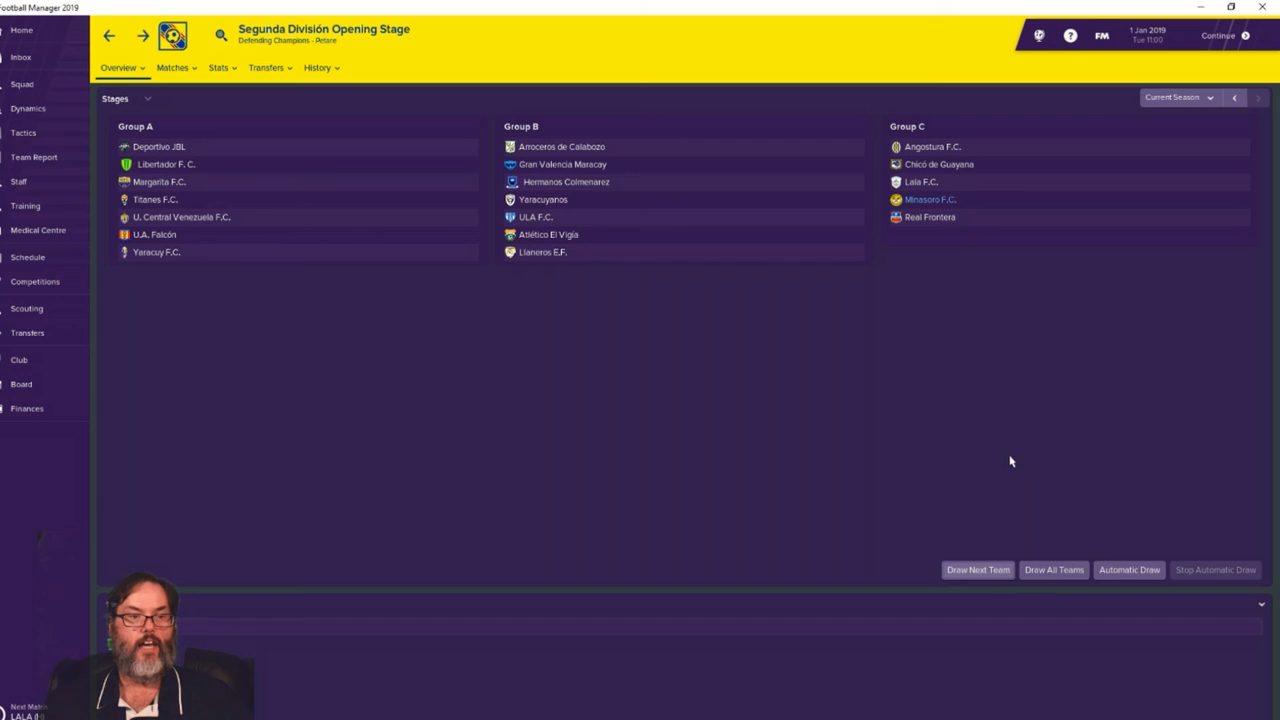 Football Manager 2019
Segunda División Opening Stage
Defending Champions - Petare
FM
1 Jan 2019
Tue 11:00
Continue
Overview
Matches
Stats
Transfers
History
Home
Inbox
Squad
Dynamics
Tactics
Team Report
Staff
Training
Medical Centre
Schedule
Competitions
Scouting
Transfers
Club
Board
Finances
Stages
Current Season
Group A
Deportivo JBL
Libertador F. C.
Margarita F.C.
Titanes F.C.
U. Central Venezuela F.C.
U.A. Falcón
Yaracuy F.C.
Group B
Arroceros de Calabozo
Gran Valencia Maracay
Hermanos Colmenarez
Yaracuyanos
ULA F.C.
Atlético El Vigía
Llaneros E.F.
Group C
Angostura F.C.
Chicó de Guayana
Lala F.C.
Minasoro F.C.
Real Frontera
Draw Next Team
Draw All Teams
Automatic Draw
Stop Automatic Draw
Next Mat
LALA